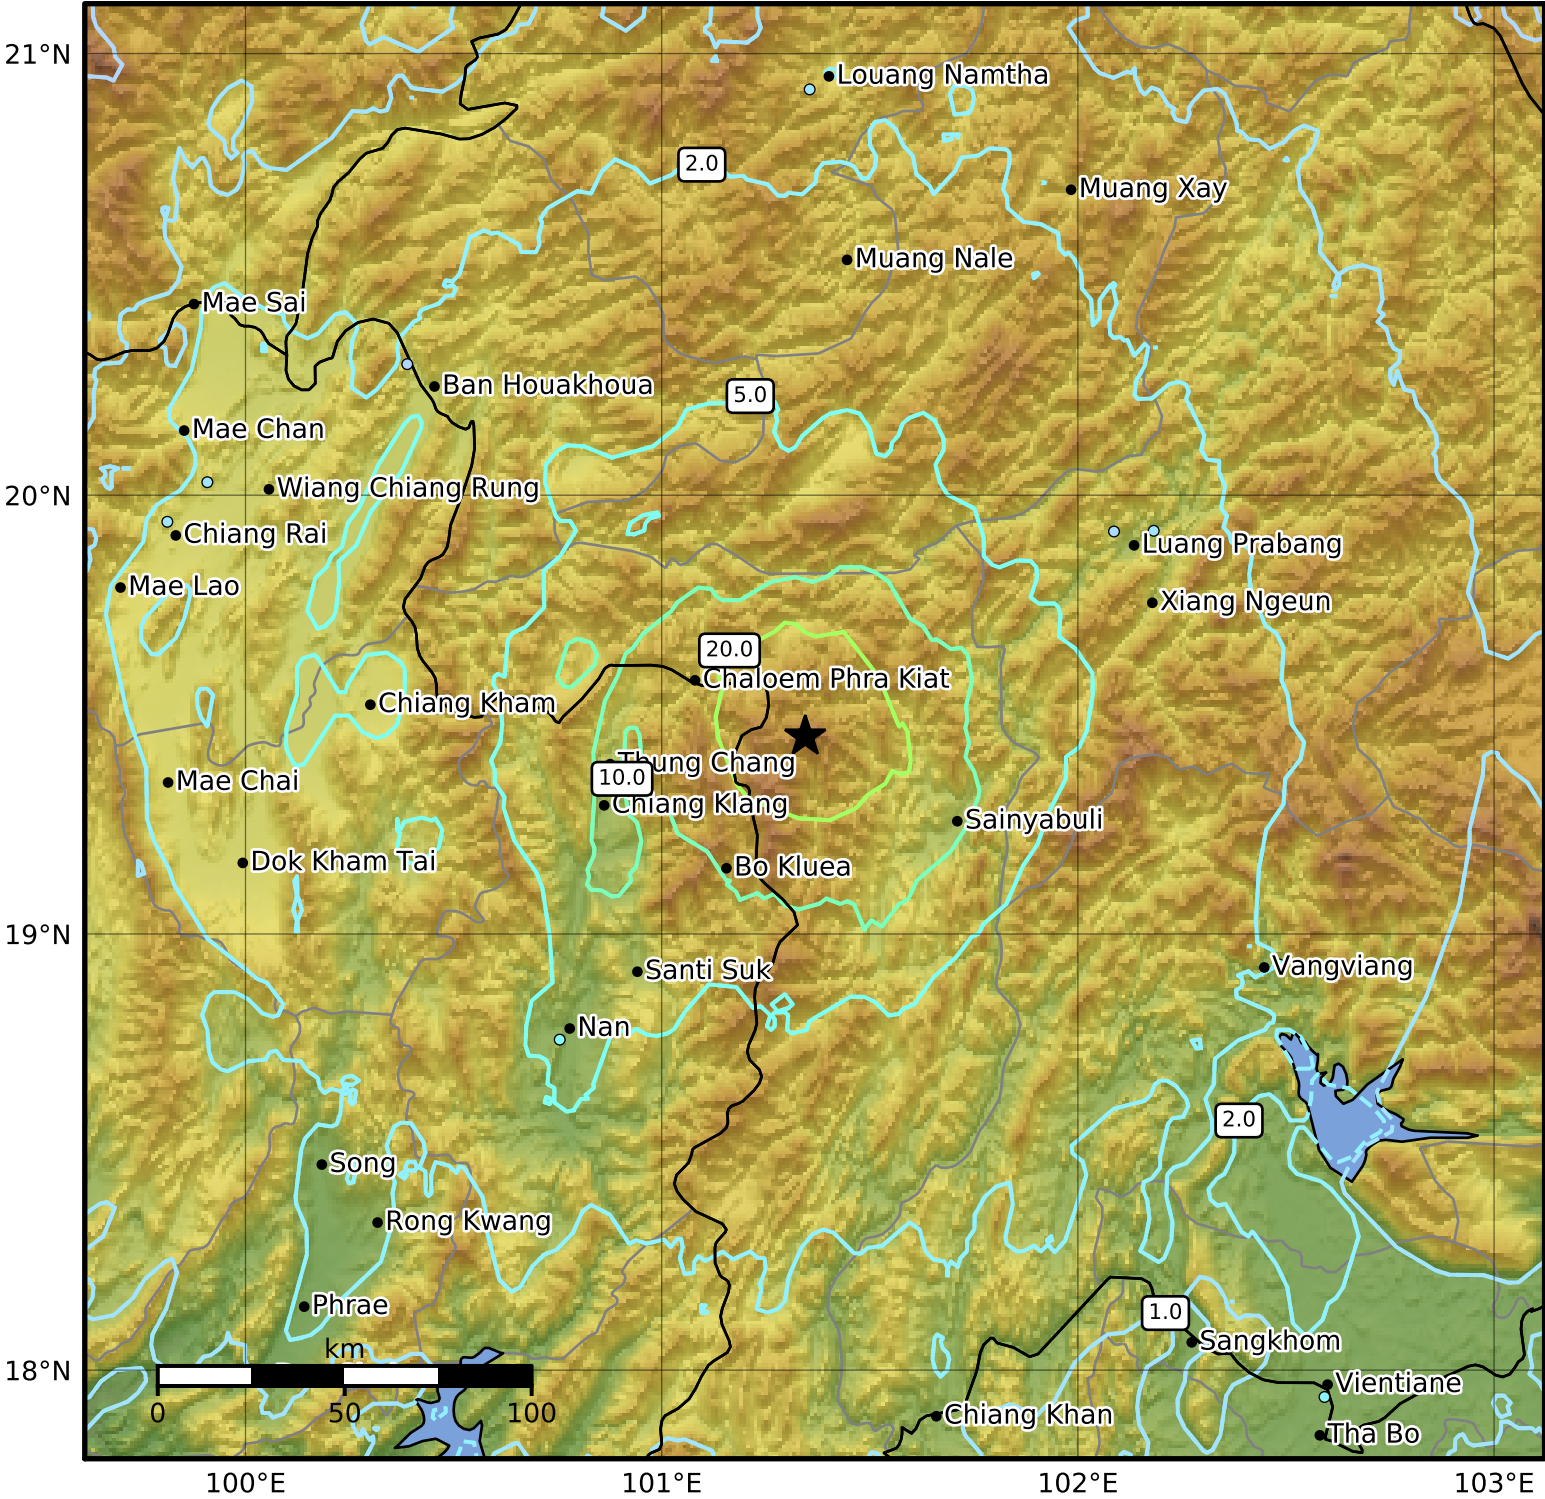 21°N
Louang Namtha
2.0
Muang Xay
Muang Nale
Mae Sai
Ban Houakhoua
5.0
Mae Chan
20°N
Wiang Chiang Rung
Chiang Rai
Luang Prabang
Mae Lao
Xiang Ngeun
20.0
Chaloem Phra Kiat
Chiang Kham
Thung Chang
10.0
Mae Chai
Chiang Klang
Sainyabuli
Dok Kham Tai
Bo Kluea
19°N
Santi Suk
Vangviang
Nan
2.0
Song
Rong Kwang
Phrae
1.0
Sangkhom
km
18°N
Vientiane
0 50 100
Chiang Khan
Tha Bo
100°E 101°E 102°E 103°E